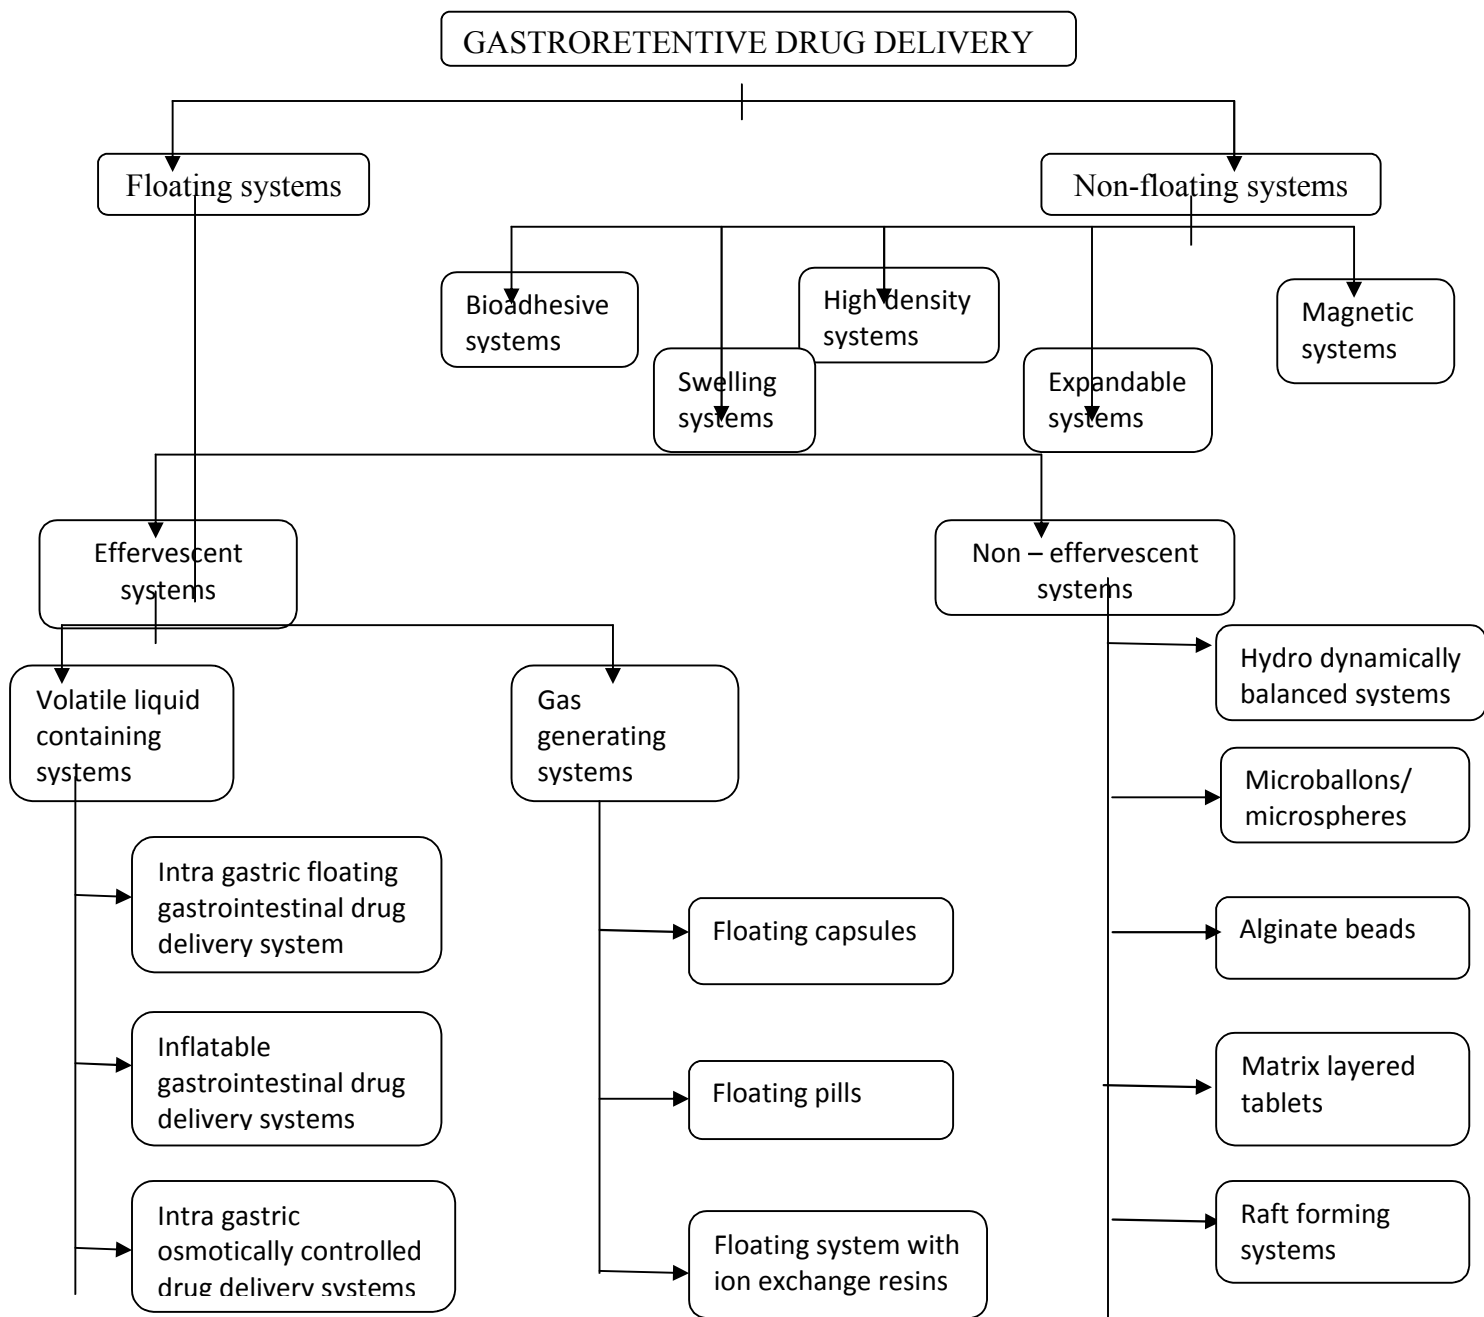 GASTRORETENTIVE DRUG DELIVERY
Floating systems
Non-floating systems
Bioadhesive
systems
High density
systems
Magnetic
systems
Swelling
systems
Expandable
systems
Effervescent
systems
Non – effervescent
systems
Volatile liquid
containing
systems
Gas
generating
systems
Hydro dynamically
balanced systems
Microballons/
microspheres
Intra gastric floating
gastrointestinal drug
delivery system
Floating capsules
Alginate beads
Inflatable
gastrointestinal drug
delivery systems
Floating pills
Matrix layered
tablets
Intra gastric
osmotically controlled
drug delivery systems
Floating system with
ion exchange resins
Raft forming
systems